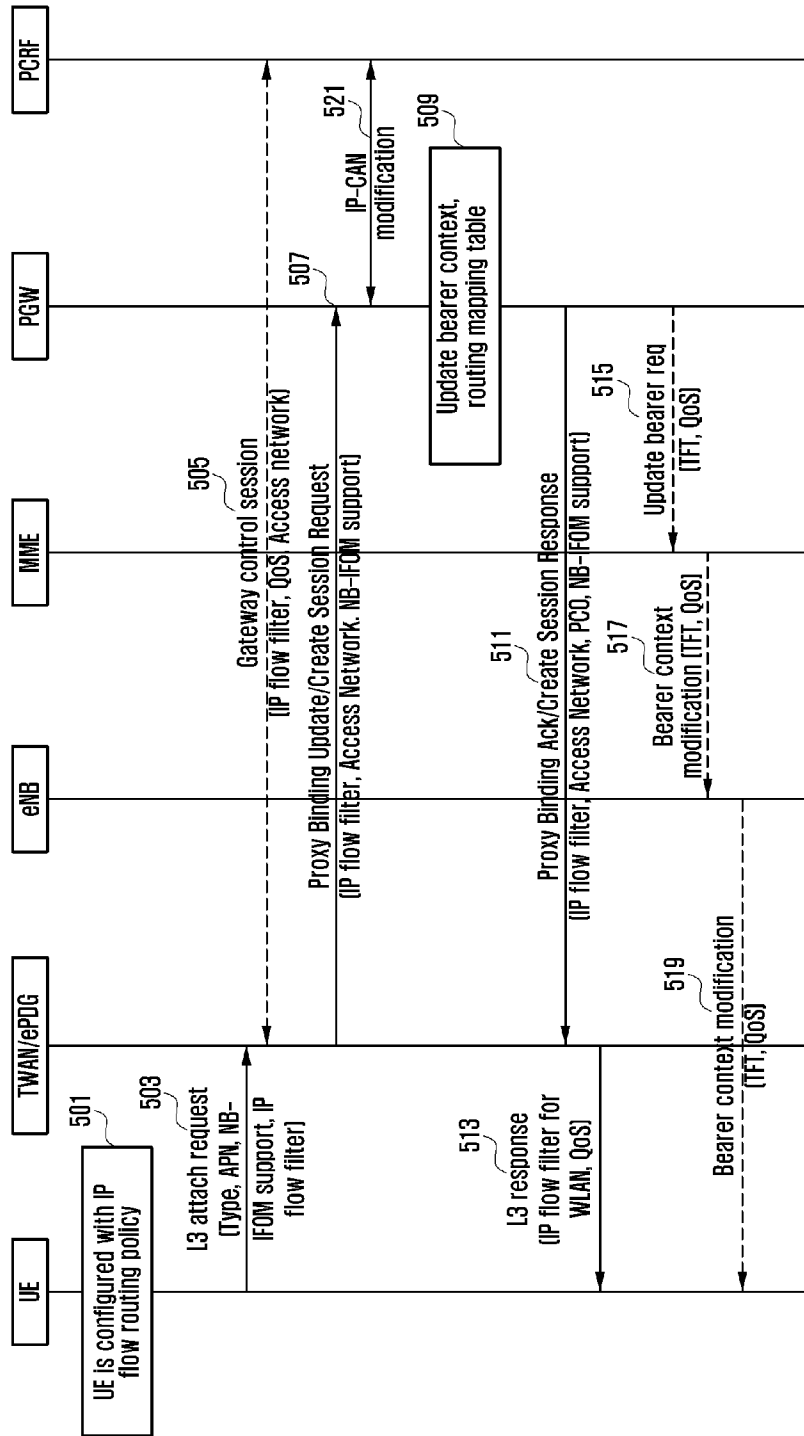 UE
TWAN/ePDG
eNB
MME
PGW
PCRF
501
UE is configured with IP
flow routing policy
503
L3 attach request
(Type, APN, NB-
IFOM support, IP
flow filter)
505
Gateway control session
(IP flow filter, QoS, Access network)
507
Proxy Binding Update/Create Session Request
(IP flow filter, Access Network. NB-IFOM support)
521
IP-CAN
modification
509
Update bearer context,
routing mapping table
511
Proxy Binding Ack/Create Session Response
(IP flow filter, Access Network, PCO, NB-IFOM support)
513
L3 response
(IP flow filter for
WLAN, QoS)
515
Update bearer req
(TFT, QoS)
517
Bearer context
modification (TFT, QoS)
519
Bearer context modification
(TFT, QoS)